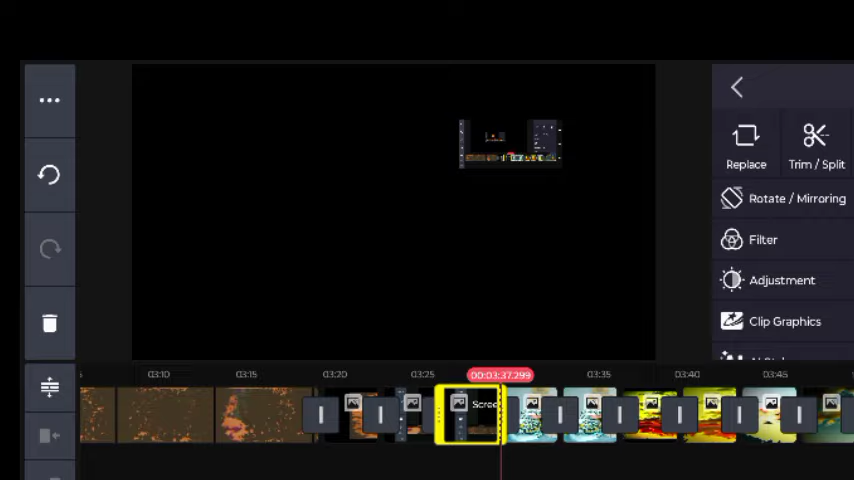 Replace
Trim / Split
Rotate / Mirroring
Filter
Adjustment
Clip Graphics
03:10
03:15
03:20
03:25
00:03:37.299
03:35
03:40
03:45
Scree